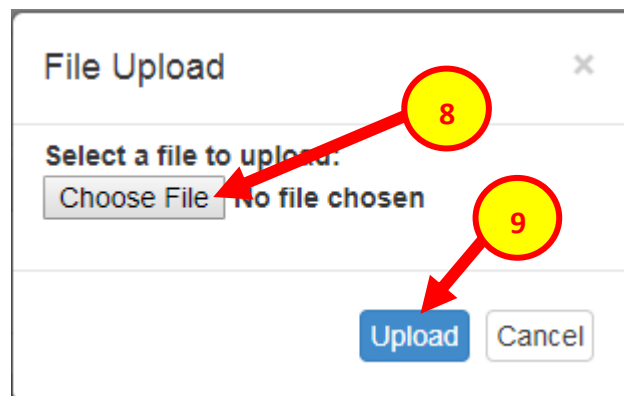 File Upload ×
8
Select a file to upload:
Choose File No file chosen
9
Upload Cancel